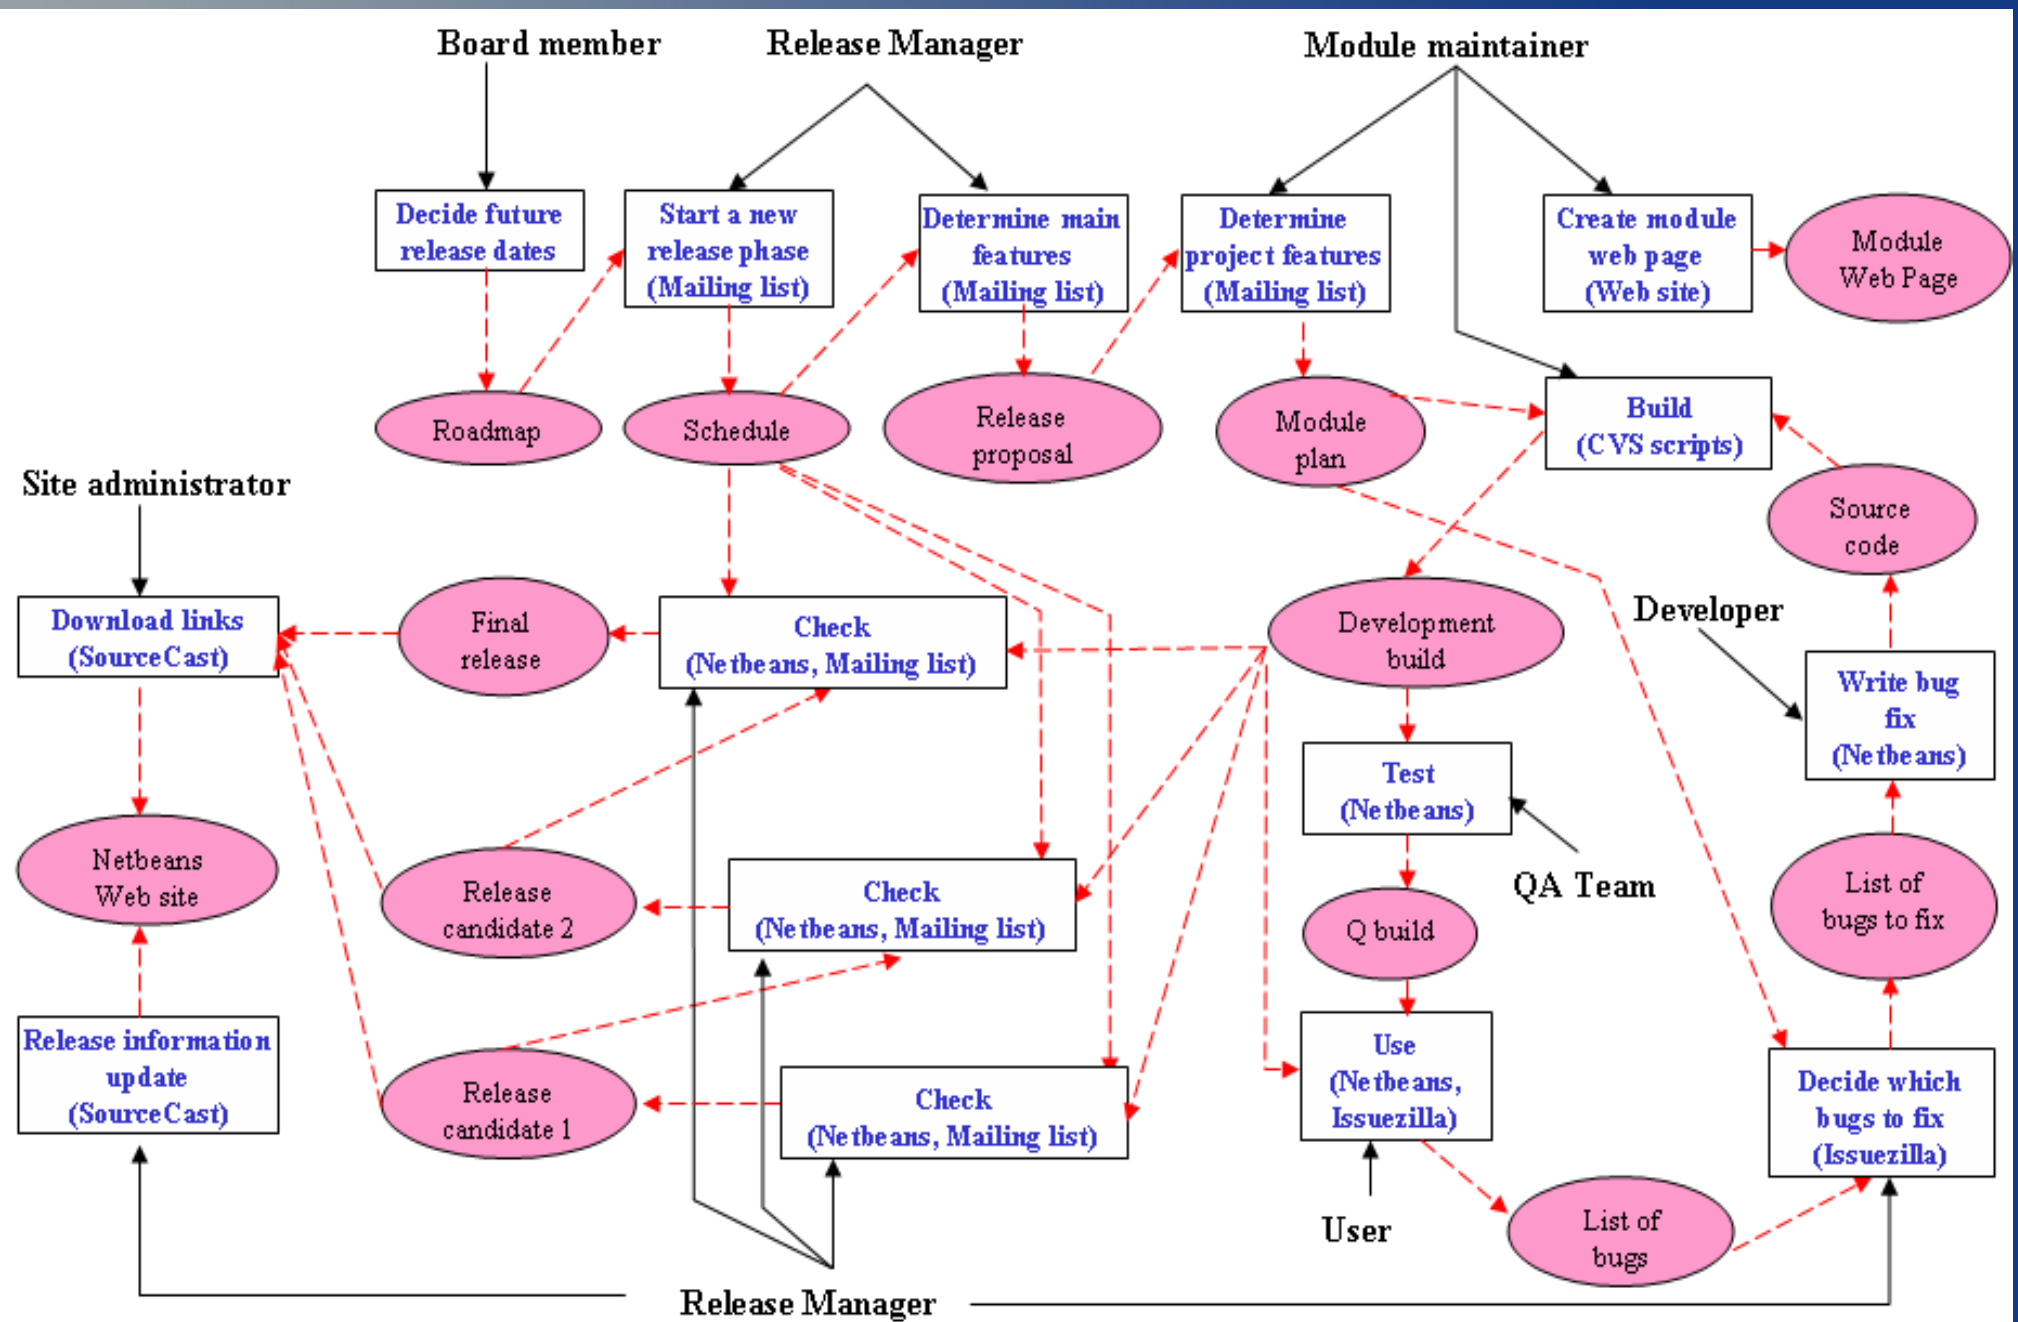 Board member
Release Manager
Module maintainer
Decide future
release dates
Start a new
release phase
(Mailing list)
Determine main
features
(Mailing list)
Determine
project features
(Mailing list)
Create module
web page
(Web site)
Module
Web Page
Roadmap
Schedule
Release
proposal
Module
plan
Build
(CVS scripts)
Site administrator
Source
code
Download links
(SourceCast)
Final
release
Check
(Netbeans, Mailing list)
Development
build
Developer
Write bug
fix
(Netbeans)
Test
(Netbeans)
Netbeans
Web site
Release
candidate 2
Check
(Netbeans, Mailing list)
QA Team
Q build
List of
bugs to fix
Release information
update
(SourceCast)
Release
candidate 1
Check
(Netbeans, Mailing list)
Use
(Netbeans,
Issuezilla)
Decide which
bugs to fix
(Issuezilla)
User
List of
bugs
Release Manager